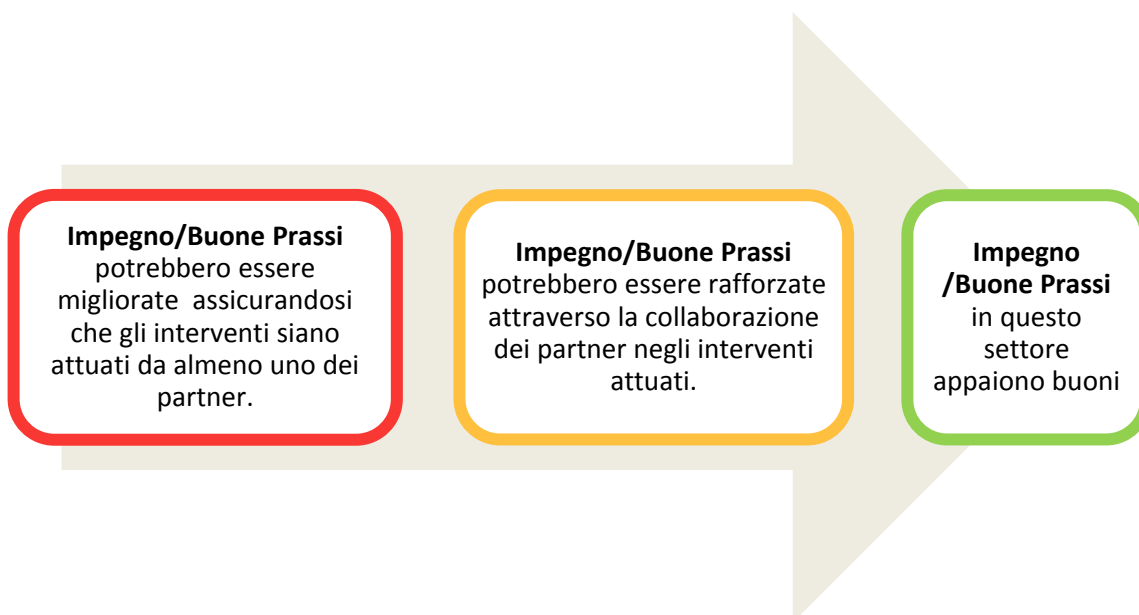 Impegno/Buone Prassi
potrebbero essere
migliorate assicurandosi
che gli interventi siano
attuati da almeno uno dei
partner.
Impegno/Buone Prassi
potrebbero essere rafforzate
attraverso la collaborazione
dei partner negli interventi
attuati.
Impegno
/Buone Prassi
in questo
settore
appaiono buoni